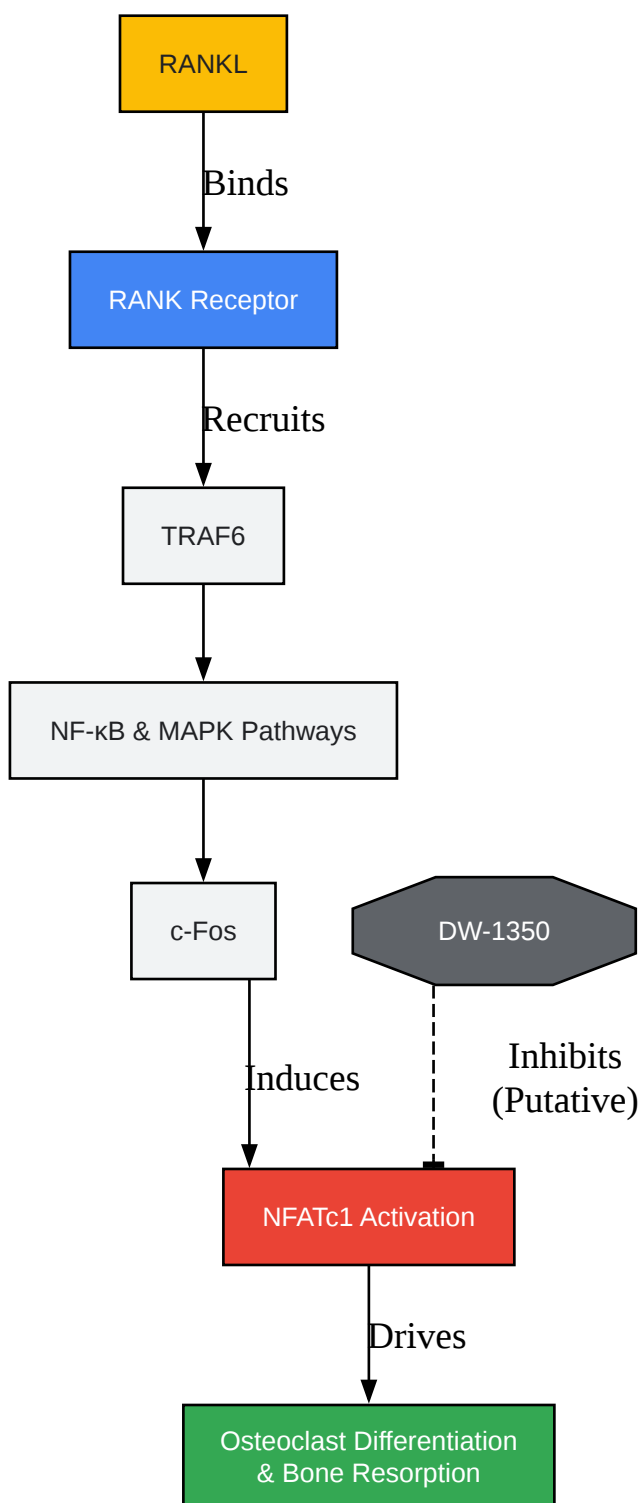 RANKL
Binds
RANK Receptor
Recruits
TRAF6
NF-κB & MAPK Pathways
c-Fos
DW-1350
Induces
Inhibits
(Putative)
NFATc1 Activation
Drives
Osteoclast Differentiation
& Bone Resorption